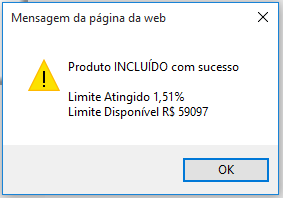 Mensagem da página da web
Produto INCLUÍDO com sucesso
Limite Atingido 1,51%
Limite Disponível R$ 59097
OK